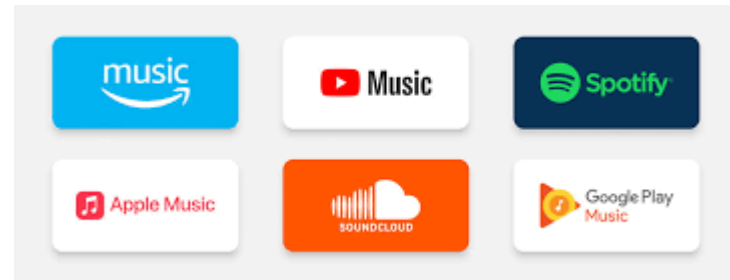 music
Music
Spotify
Apple Music
SOUNDCLOUD
Google Play
Music